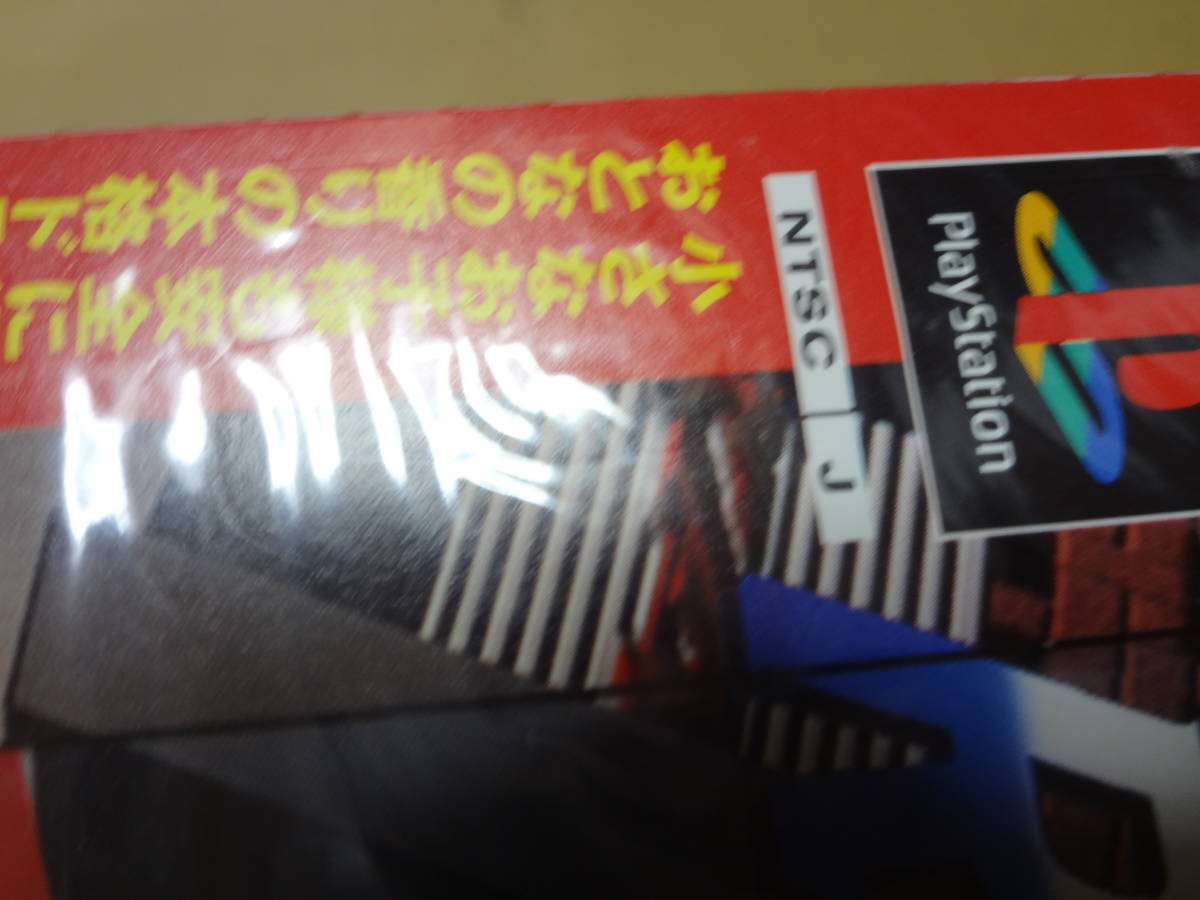 PlayStation
NTSC J
小さなお子様も安全に
おとなの香りの本格ド